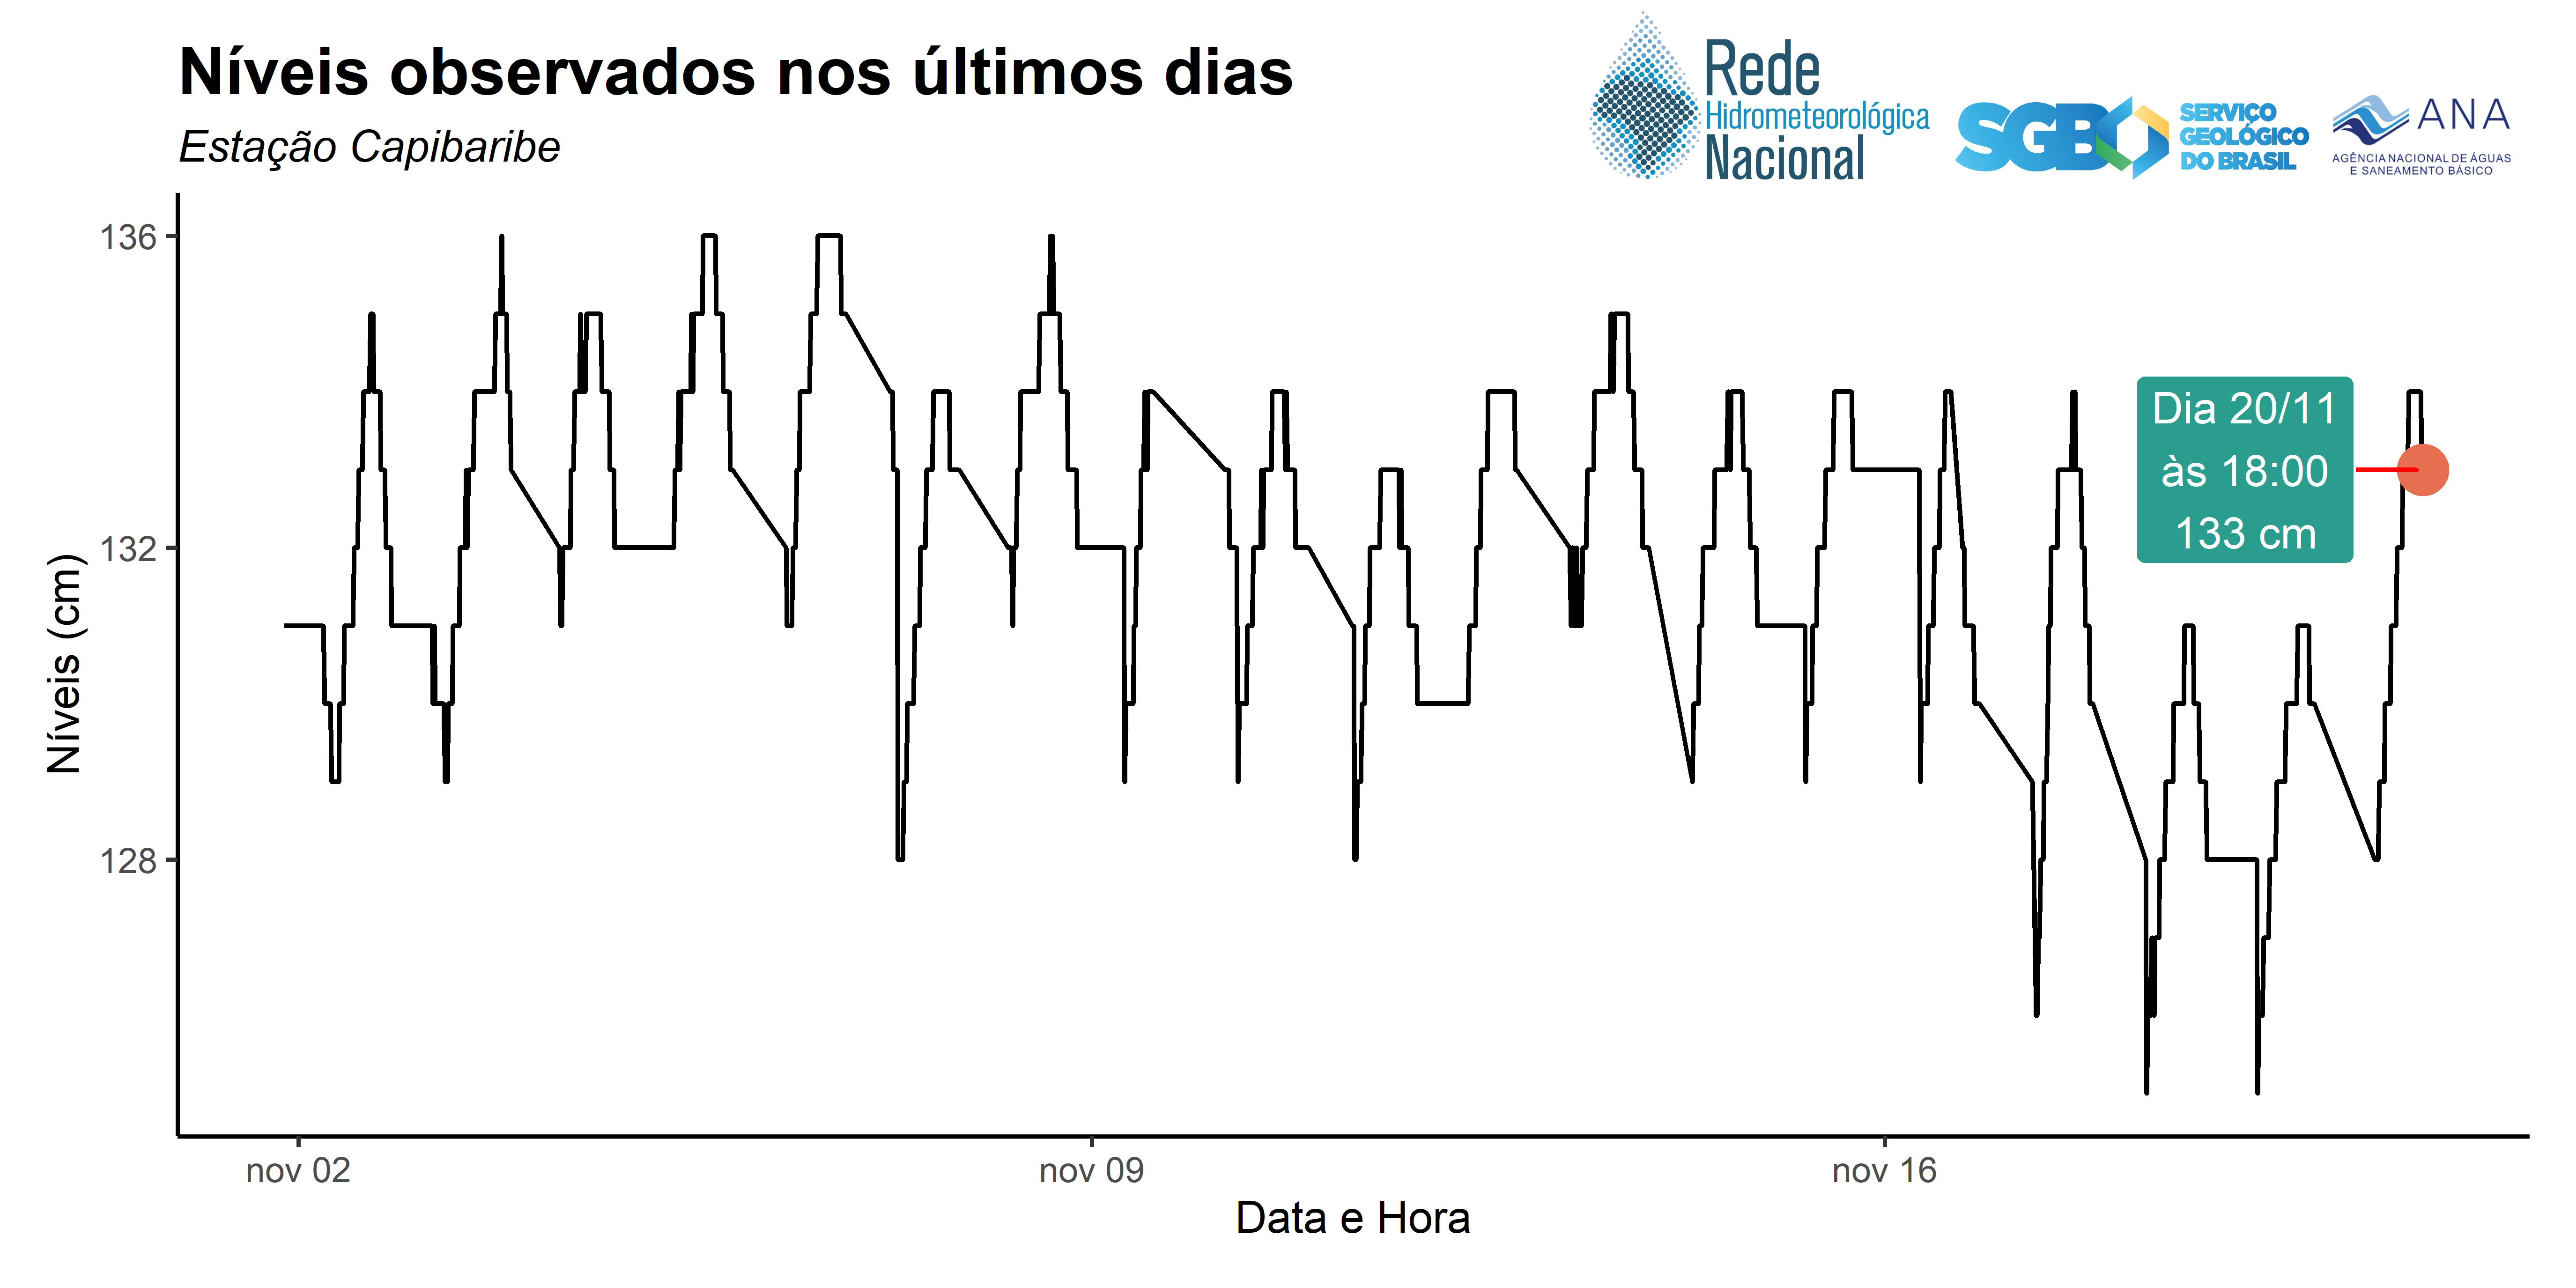 Níveis observados nos últimos dias
Estação Capibaribe
Rede
Hidrometeorológica
Nacional
SGB
SERVIÇO
GEOLÓGICO
DO BRASIL
ANA
AGÊNCIA NACIONAL DE ÁGUAS
E SANEAMENTO BÁSICO
Níveis (cm)
136
132
128
Dia 20/11
às 18:00
133 cm
nov 02
nov 09
nov 16
Data e Hora